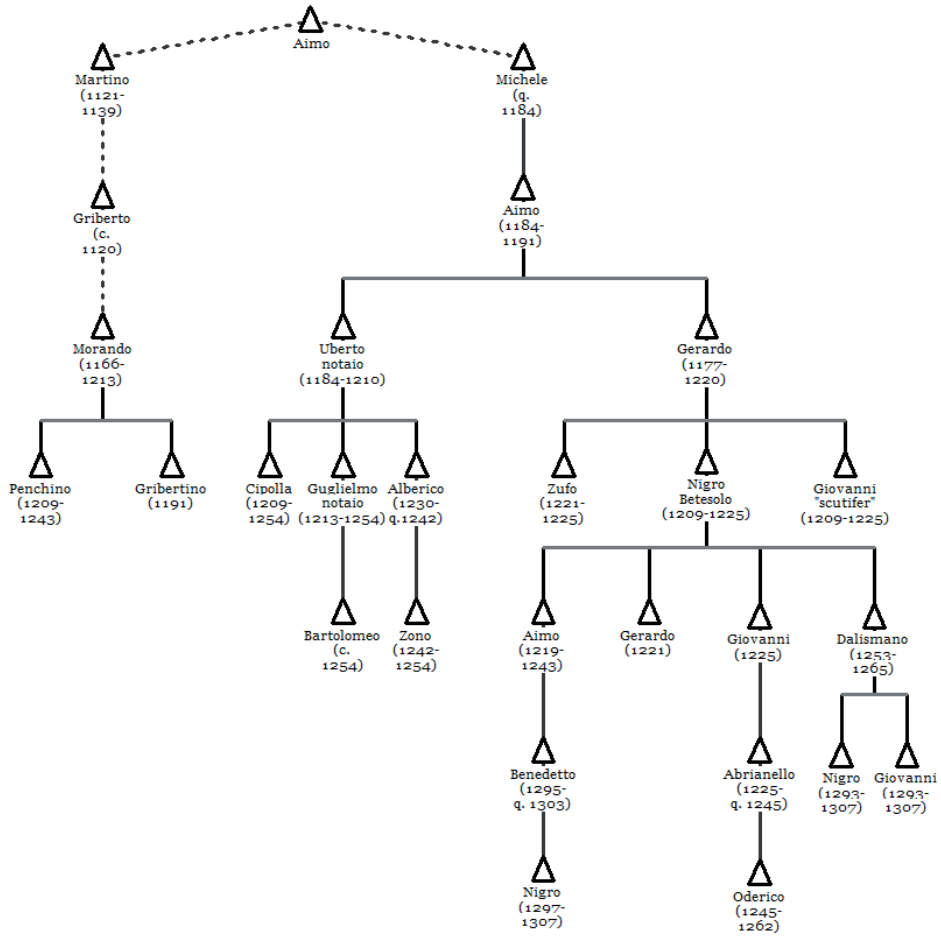 Aimo
Martino
(1121-
1139)
Michele
(q.
1184)
Griberto
(c.
1120)
Aimo
(1184-
1191)
Morando
(1166-
1213)
Uberto
notaio
(1184-1210)
Gerardo
(1177-
1220)
Penchino
(1209-
1243)
Gribertino
(1191)
Cipolla
(1209-
1254)
Guglielmo
notaio
(1213-1254)
Alberico
(1230-
q.1242)
Zufo
(1221-
1225)
Nigro
Betesolo
(1209-1225)
Giovanni
"scutifer"
(1209-1225)
Bartolomeo
(c.
1254)
Zono
(1242-
1254)
Aimo
(1219-
1243)
Gerardo
(1221)
Giovanni
(1225)
Dalismano
(1253-
1265)
Benedetto
(1295-
q. 1303)
Abrianello
(1225-
q. 1245)
Nigro
(1293-
1307)
Giovanni
(1293-
1307)
Nigro
(1297-
1307)
Oderico
(1245-
1262)